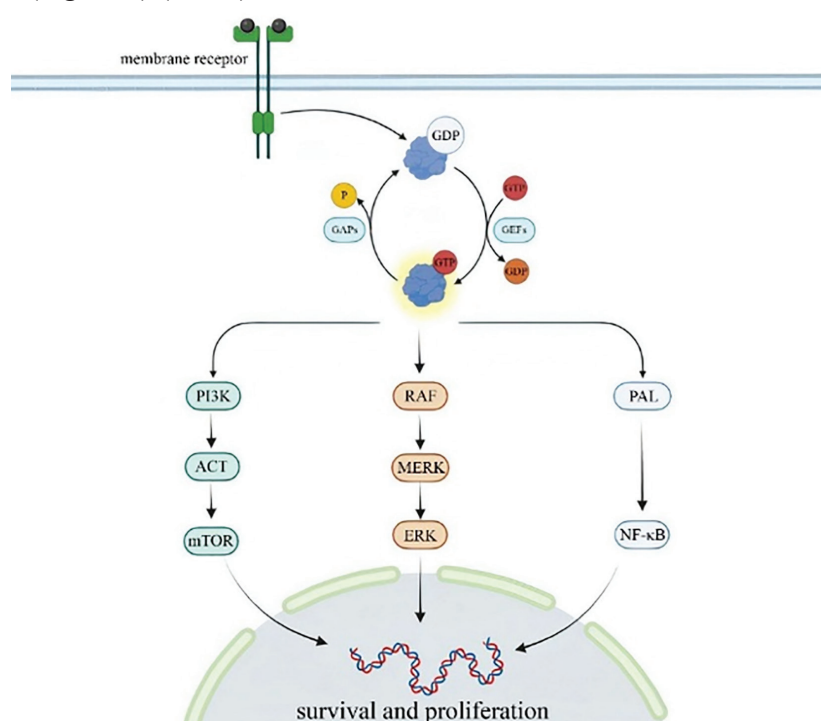 membrane receptor
GDP
P
GTP
GAPs
GEFs
GTP
GDP
PI3K
RAF
PAL
ACT
MERK
mTOR
ERK
NF-κB
survival and proliferation